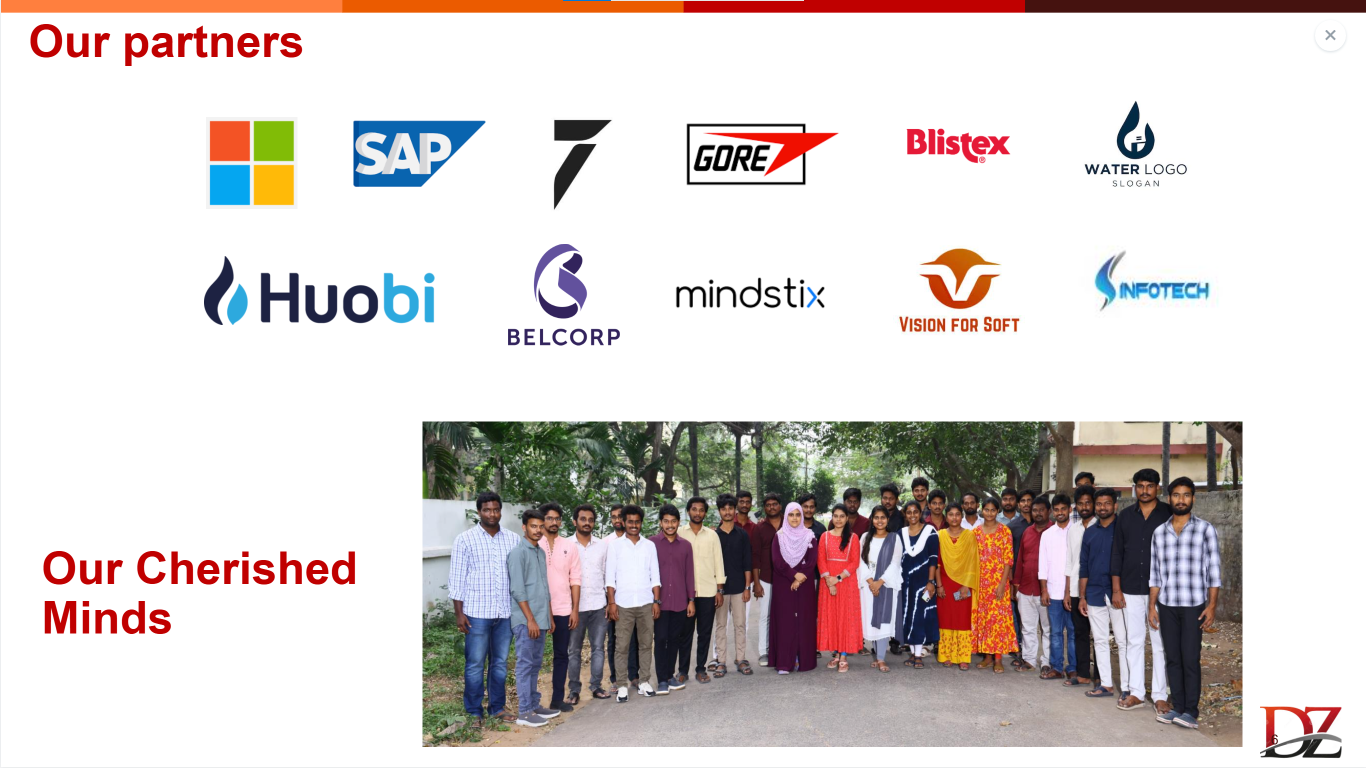 Our partners
SAP
7
GORE
Blistex®
WATER LOGO
SLOGAN
Huobi
BELCORP
mindstix
VISION FOR SOFT
SINFOTECH
Our Cherished
Minds
DZ
6